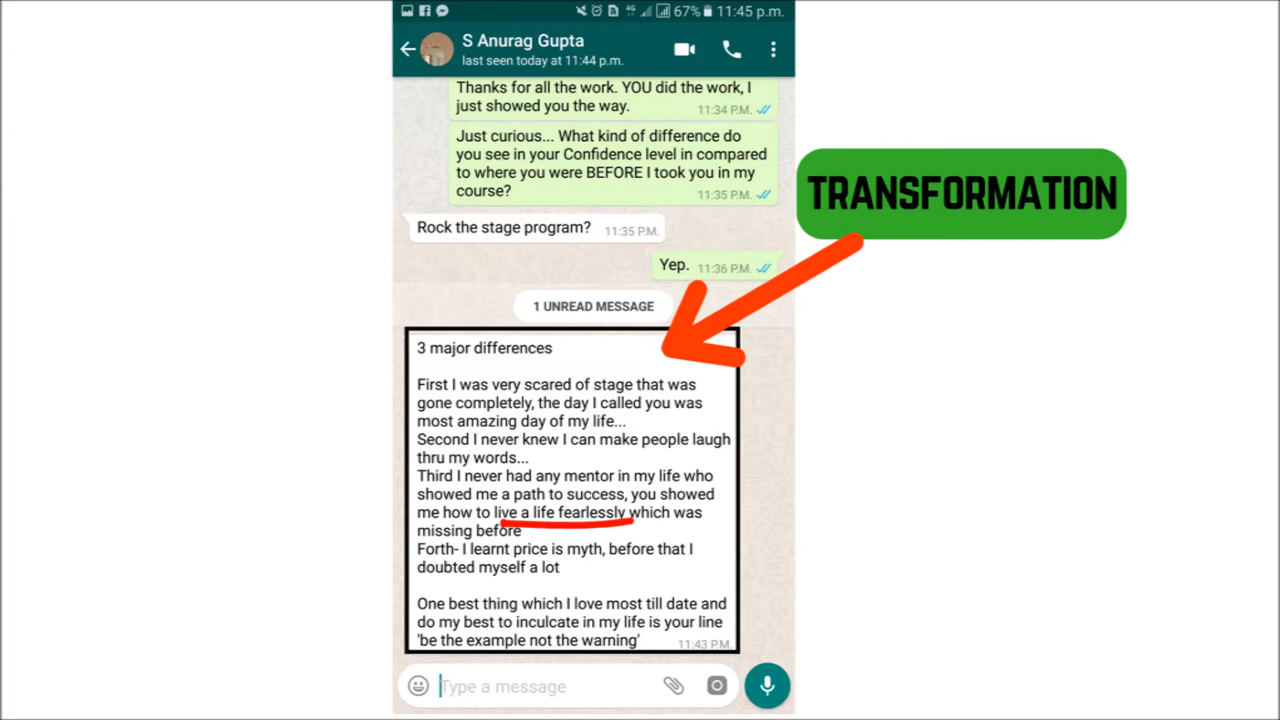 67% 11:45 p.m.
S Anurag Gupta
last seen today at 11:44 p.m.
Thanks for all the work. YOU did the work, I
just showed you the way.
11:34 P.M.
Just curious... What kind of difference do
you see in your Confidence level in compared
to where you were BEFORE I took you in my
course?
11:35 P.M.
TRANSFORMATION
Rock the stage program? 11:35 P.M.
Yep. 11:36 P.M.
1 UNREAD MESSAGE
3 major differences
First I was very scared of stage that was
gone completely, the day I called you was
most amazing day of my life...
Second I never knew I can make people laugh
thru my words...
Third I never had any mentor in my life who
showed me a path to success, you showed
me how to live a life fearlessly which was
missing before
Forth- I learnt price is myth, before that I
doubted myself a lot
One best thing which I love most till date and
do my best to inculcate in my life is your line
'be the example not the warning'
11:43 P.M.
Type a message